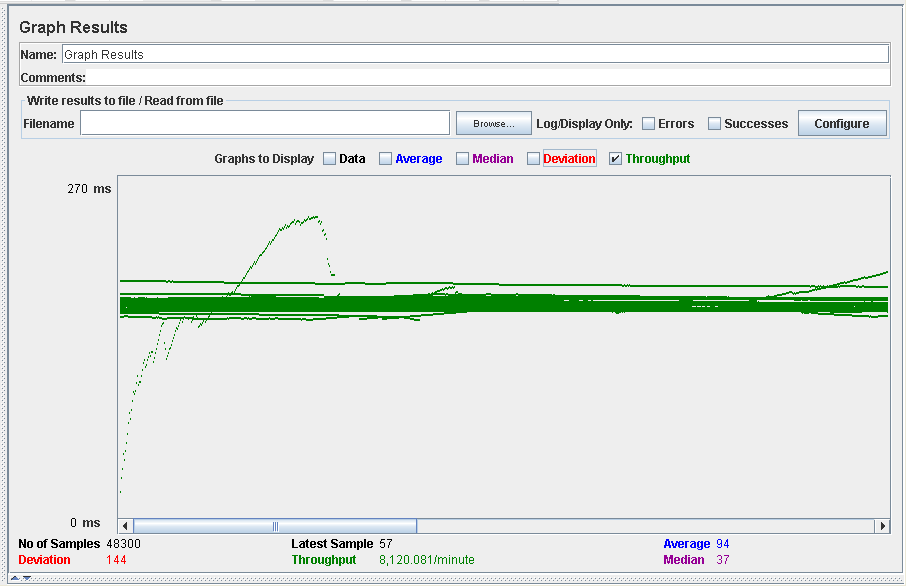 Graph Results
Name: Graph Results
Comments:
Write results to file / Read from file
Filename Browse... Log/Display Only: Errors Successes Configure
Graphs to Display Data Average Median Deviation Throughput
270 ms
0 ms
No of Samples 48300 Latest Sample 57 Average 94
Deviation 144 Throughput 8,120.081/minute Median 37